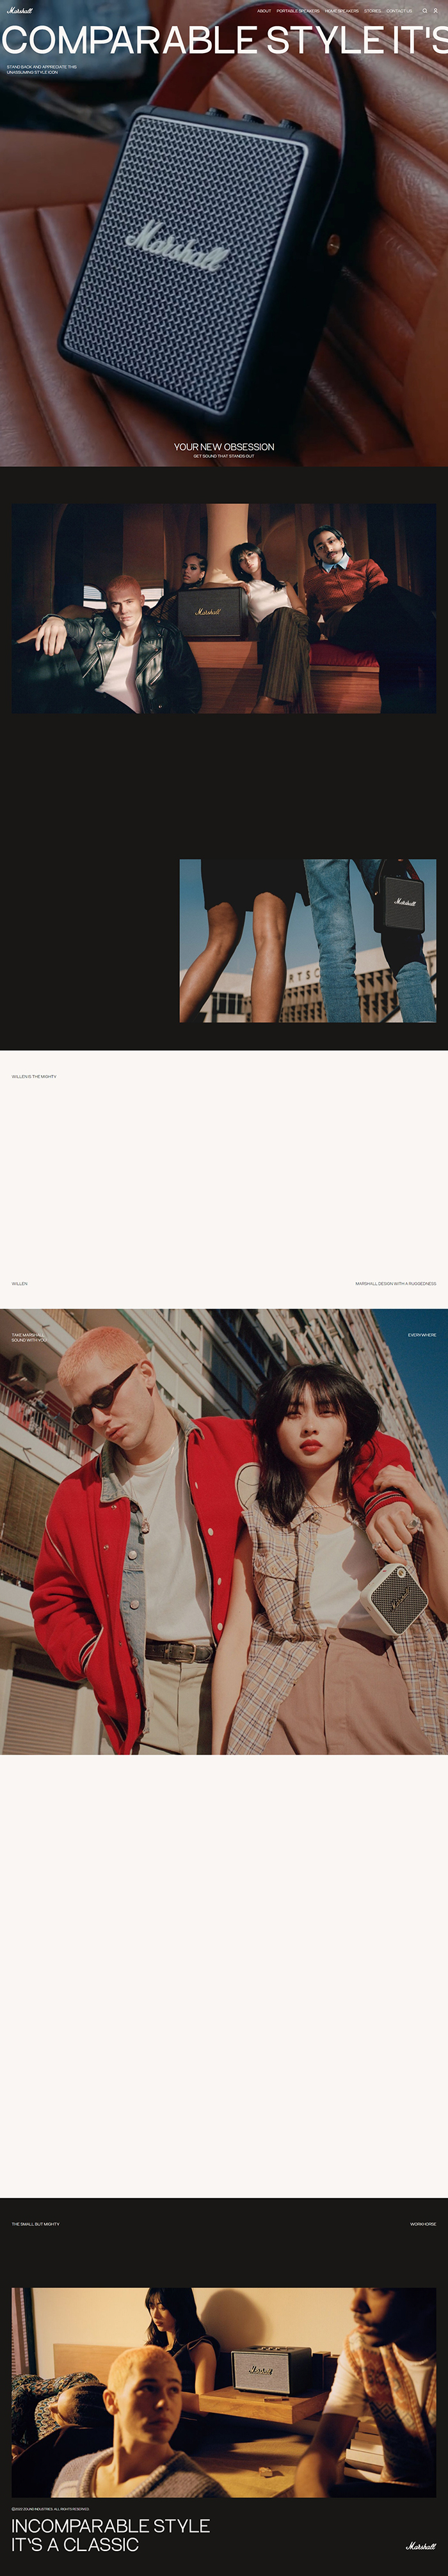 Marshall
ABOUT PORTABLE SPEAKERS HOME SPEAKERS STORIES CONTACT US
COMPARABLE STYLE IT'S
STAND BACK AND APPRECIATE THIS
UNASSUMING STYLE ICON
Marshall
YOUR NEW OBSESSION
GET SOUND THAT STANDS OUT
Marshall
Marshall
WILLEN IS THE MIGHTY
WILLEN
MARSHALL DESIGN WITH A RUGGEDNESS
TAKE MARSHALL
SOUND WITH YOU
EVERYWHERE
Marshall
THE SMALL BUT MIGHTY
WORKHORSE
Marshall
©2023 ZOUND INDUSTRIES. ALL RIGHTS RESERVED.
INCOMPARABLE STYLE
IT'S A CLASSIC
Marshall